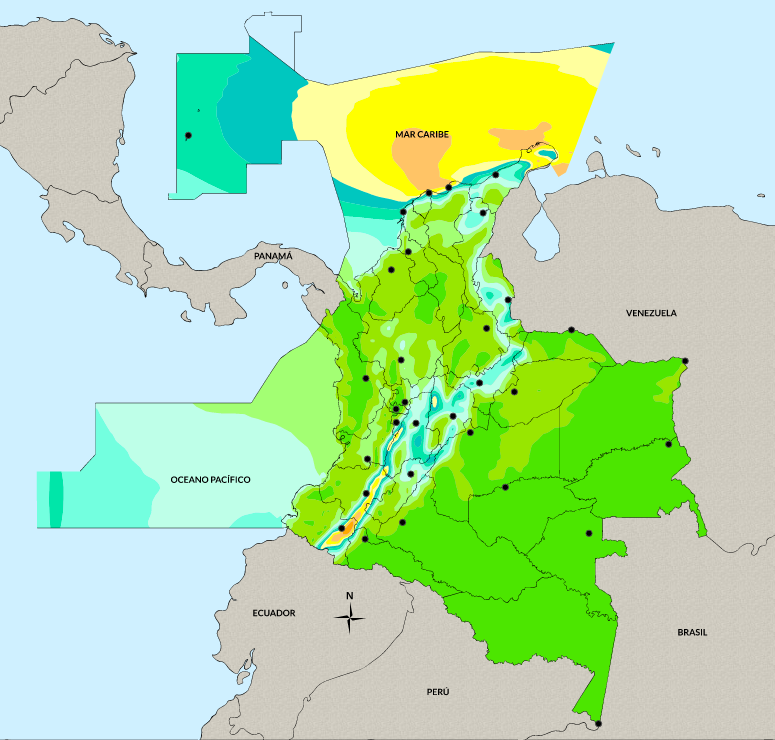 MAR CARIBE
PANAMÁ
VENEZUELA
OCEANO PACÍFICO
N
ECUADOR
BRASIL
PERÚ